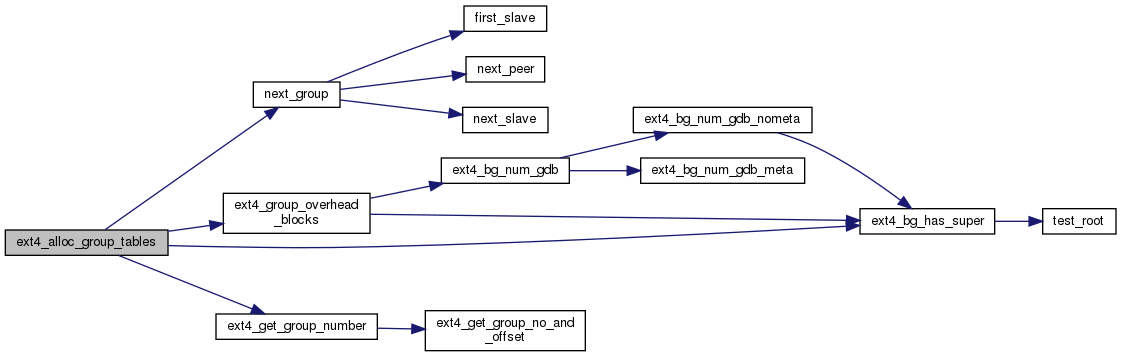 first_slave
next_peer
next_group
next_slave
ext4_bg_num_gdb_nometa
ext4_bg_num_gdb
ext4_bg_num_gdb_meta
ext4_group_overhead
_blocks
ext4_bg_has_super
test_root
ext4_alloc_group_tables
ext4_get_group_number
ext4_get_group_no_and
_offset